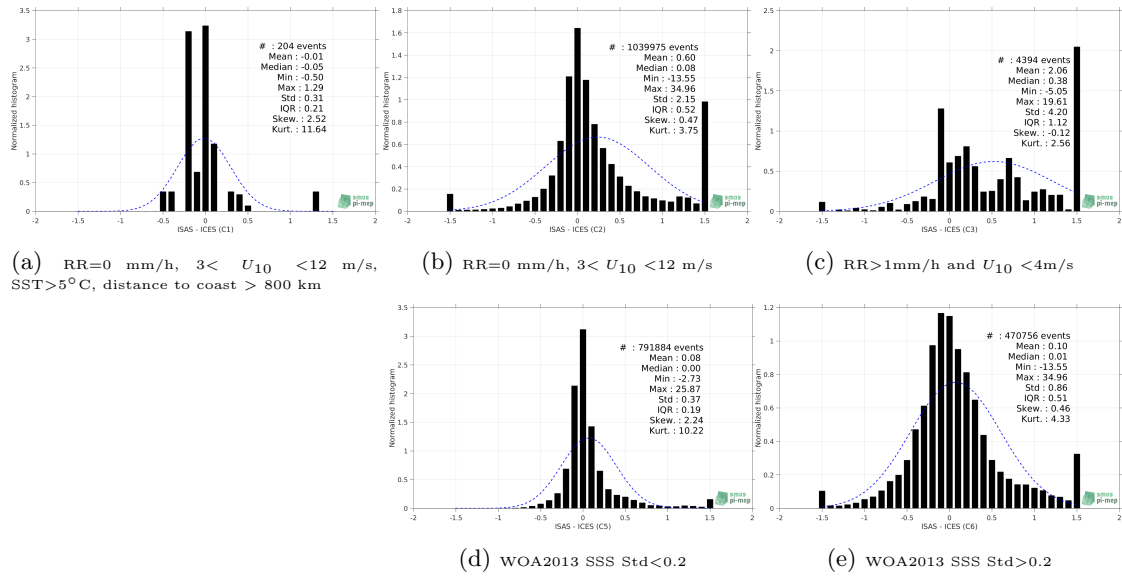 3.5
3
2.5
2
1.5
1
0.5
0
-2
-1.5
-1
-0.5
0
0.5
1
1.5
2
Normalized histogram
ISAS - ICES (C1)
# : 204 events
Mean : -0.01
Median : -0.05
Min : -0.50
Max : 1.29
Std : 0.31
IQR : 0.21
Skew. : 2.52
Kurt. : 11.64
smos
pi-mep
(a) RR=0 mm/h, 3< U10 <12 m/s,
SST>5°C, distance to coast > 800 km
1.8
1.6
1.4
1.2
1
0.8
0.6
0.4
0.2
0
-2
-1.5
-1
-0.5
0
0.5
1
1.5
2
Normalized histogram
ISAS - ICES (C2)
# : 1039975 events
Mean : 0.60
Median : 0.08
Min : -13.55
Max : 34.96
Std : 2.15
IQR : 0.52
Skew. : 0.47
Kurt. : 3.75
smos
pi-mep
(b) RR=0 mm/h, 3< U10 <12 m/s
2.5
2
1.5
1
0.5
0
-2
-1.5
-1
-0.5
0
0.5
1
1.5
2
Normalized histogram
ISAS - ICES (C3)
# : 4394 events
Mean : 2.06
Median : 0.38
Min : -5.05
Max : 19.61
Std : 4.20
IQR : 1.12
Skew. : -0.12
Kurt. : 2.56
smos
pi-mep
(c) RR>1mm/h and U10 <4m/s
3.5
3
2.5
2
1.5
1
0.5
0
-2
-1.5
-1
-0.5
0
0.5
1
1.5
2
Normalized histogram
ISAS - ICES (C5)
# : 791884 events
Mean : 0.08
Median : 0.00
Min : -2.73
Max : 25.87
Std : 0.37
IQR : 0.19
Skew. : 2.24
Kurt. : 10.22
smos
pi-mep
(d) WOA2013 SSS Std<0.2
1.2
1
0.8
0.6
0.4
0.2
0
-2
-1.5
-1
-0.5
0
0.5
1
1.5
2
Normalized histogram
ISAS - ICES (C6)
# : 470756 events
Mean : 0.10
Median : 0.01
Min : -13.55
Max : 34.96
Std : 0.86
IQR : 0.51
Skew. : 0.46
Kurt. : 4.33
smos
pi-mep
(e) WOA2013 SSS Std>0.2